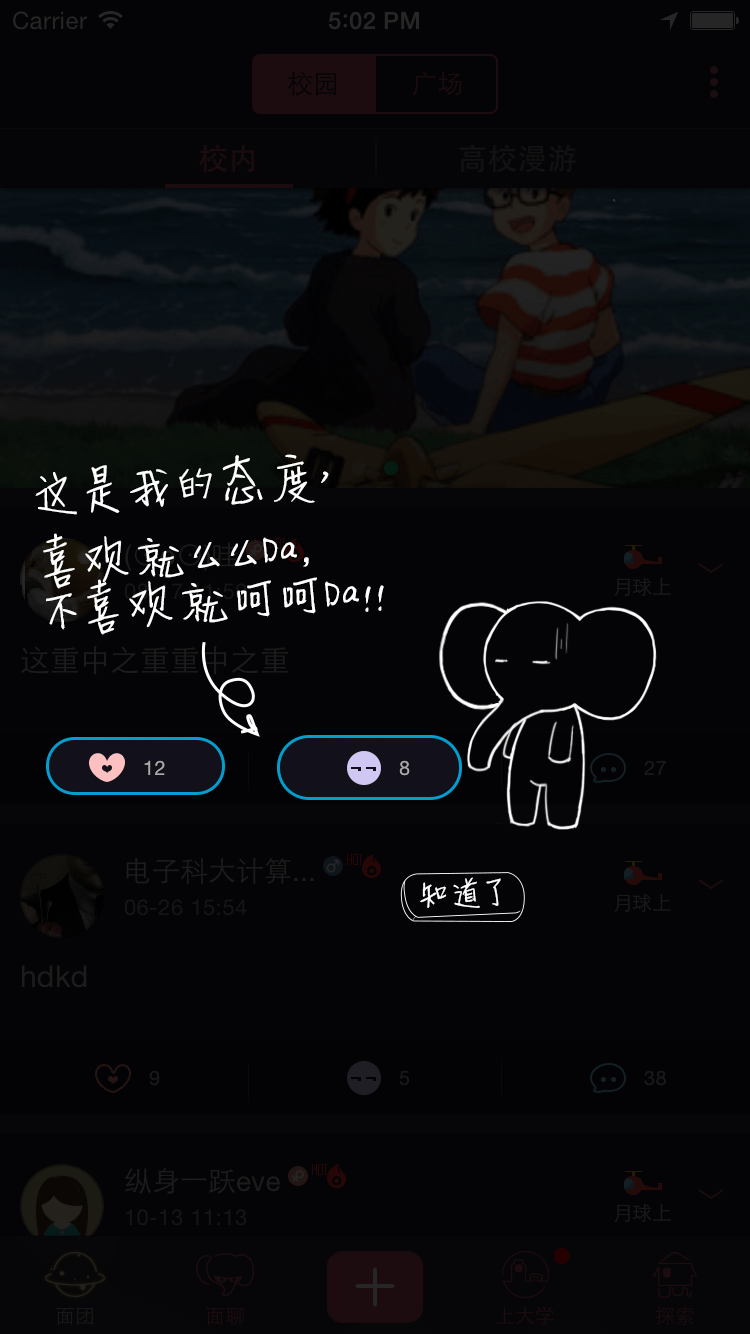 Carrier 5:02 PM
校园 广场
校内 高校漫游
这是我的态度，
喜欢就么么Da，
不喜欢就呵呵Da!!
月球上
这重中之重重中之重
12 8 27
电子科大计算... HOT
06-26 15:54
月球上
知道了
hdkd
9 5 38
纵身一跃eve HOT
10-13 11:13
月球上
面团 面聊 上大学 探索